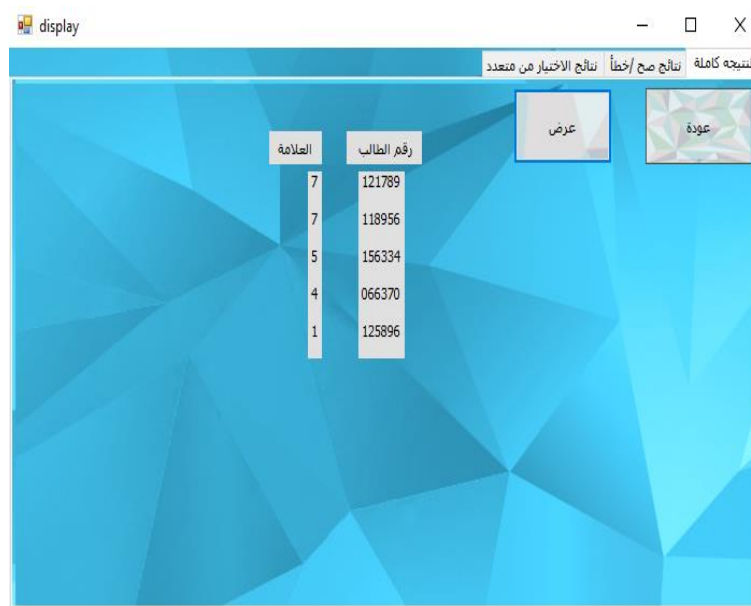 display
لنتيجه كاملة نتائج صح /خطأ نتائج الاختيار من متعدد
عودة عرض
رقم الطالب العلامة
121789 7
118956 7
156334 5
066370 4
125896 1